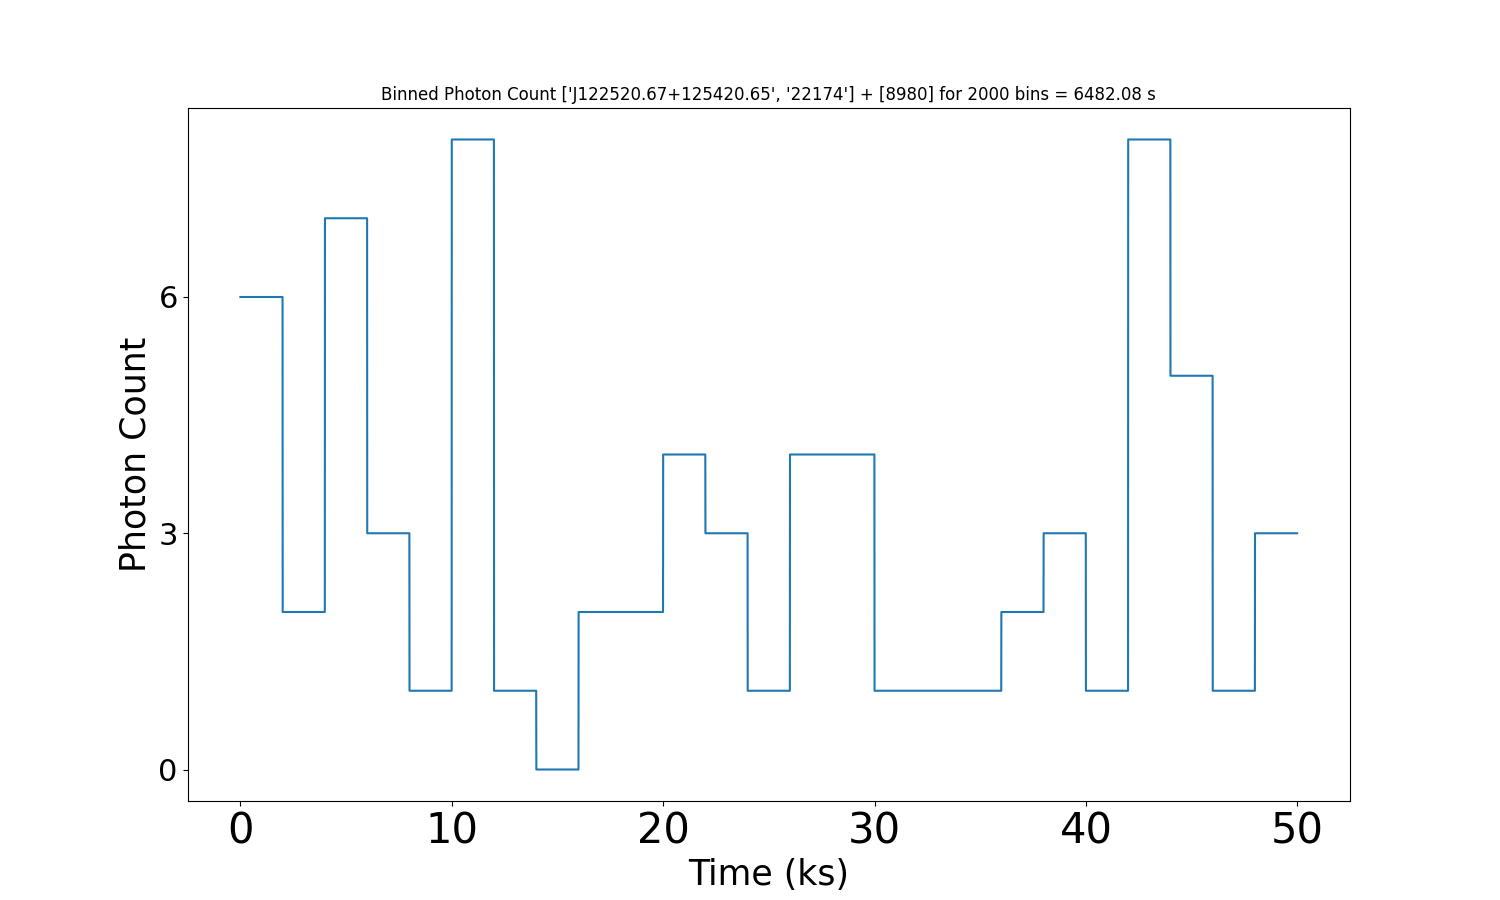 Binned Photon Count ['J122520.67+125420.65', '22174'] + [8980] for 2000 bins = 6482.08 s
Photon Count
6
3
0
0 10 20 30 40 50
Time (ks)